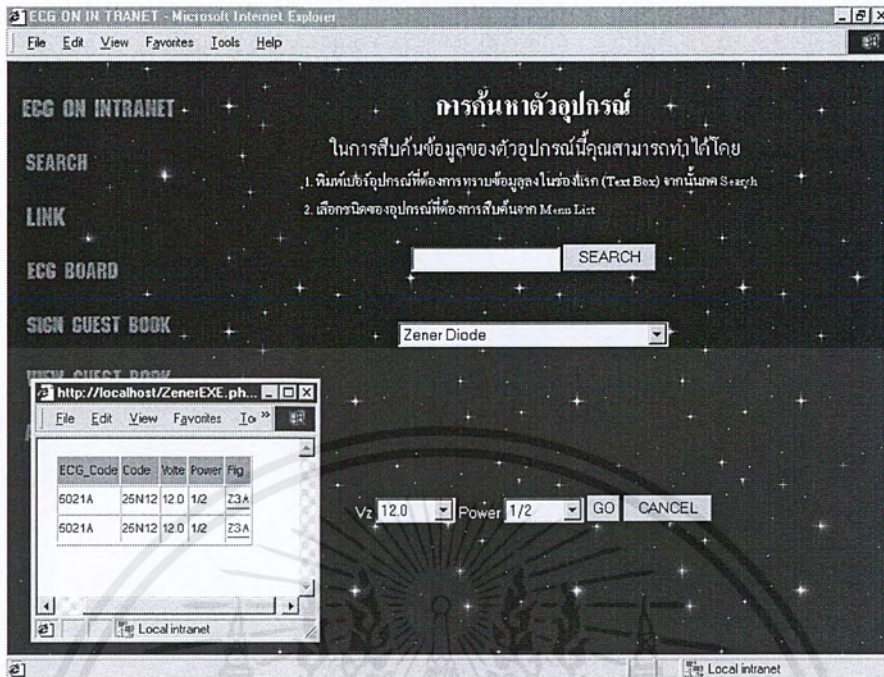 ECG ON IN TRANET - Microsoft Internet Explorer
File Edit View Favorites Tools Help
ECG ON INTRANET
SEARCH
LINK
ECG BOARD
SIGN GUEST BOOK
VIEW GUEST BOOK
การค้นหาตัวอุปกรณ์
ในการสืบค้นข้อมูลของตัวอุปกรณ์นี้คุณสามารถทำได้โดย
1. พิมพ์เบอร์อุปกรณ์ที่ต้องการทราบข้อมูลลงในช่องแรก (Text Box) จากนั้นกด Search
2. เลือกชนิดของอุปกรณ์ที่ต้องการสืบค้นจาก Menu List
SEARCH
Zener Diode
Vz 12.0 Power 1/2 GO CANCEL
http://localhost/ZenerEXE.ph...
File Edit View Favorites To »
ECG_Code Code Volte Power Fig
5021A 25N12 12.0 1/2 Z3A
5021A 25N12 12.0 1/2 Z3A
Local intranet
Local intranet